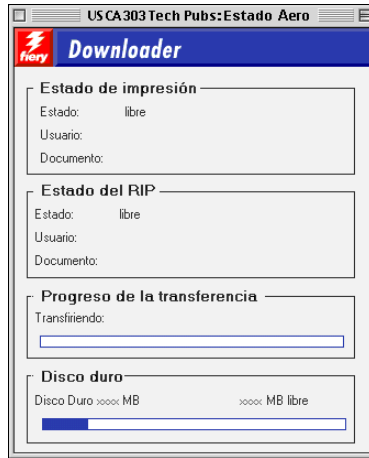 USCA303 Tech Pubs:Estado Aero
fiery Downloader
Estado de impresión
Estado: libre
Usuario:
Documento:
Estado del RIP
Estado: libre
Usuario:
Documento:
Progreso de la transferencia
Transfiriendo:
Disco duro
Disco Duro xxxx MB xxxx MB libre